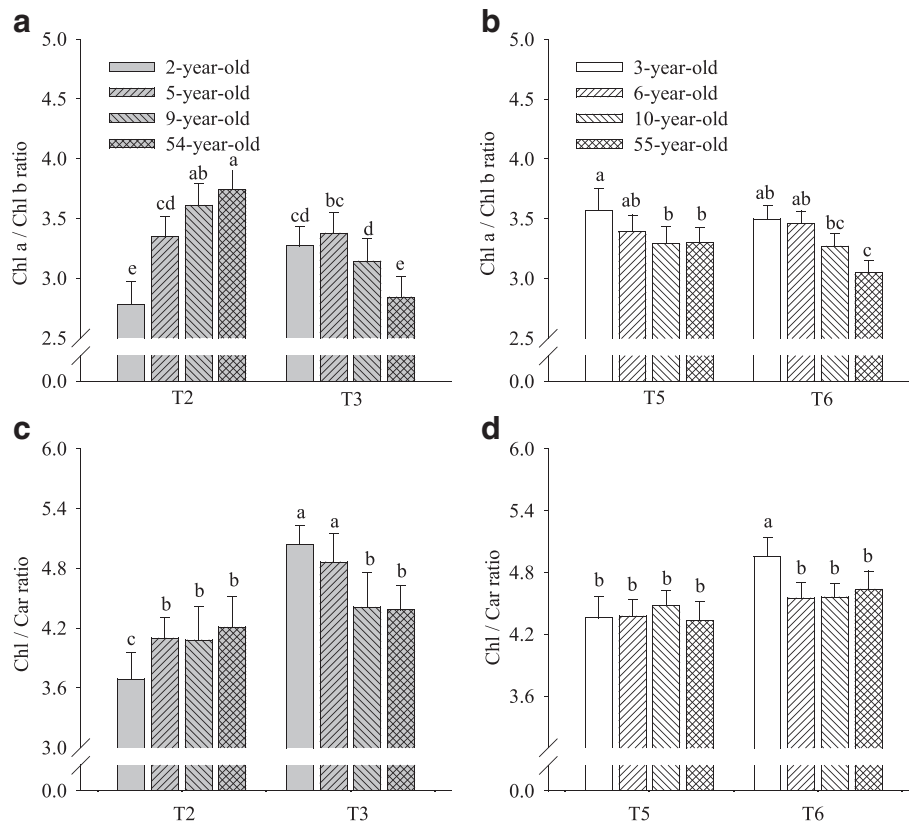 a
5.0
4.5
4.0
3.5
3.0
2.5
0.0
Chl a / Chl b ratio
2-year-old
5-year-old
9-year-old
54-year-old
e cd ab a
cd bc d e
T2 T3
b
5.0
4.5
4.0
3.5
3.0
2.5
0.0
Chl a / Chl b ratio
3-year-old
6-year-old
10-year-old
55-year-old
a ab b b
ab ab bc c
T5 T6
c
6.0
5.4
4.8
4.2
3.6
3.0
0.0
Chl / Car ratio
c b b b
a a b b
T2 T3
d
6.0
5.4
4.8
4.2
3.6
0.0
Chl / Car ratio
b b b b
a b b b
T5 T6